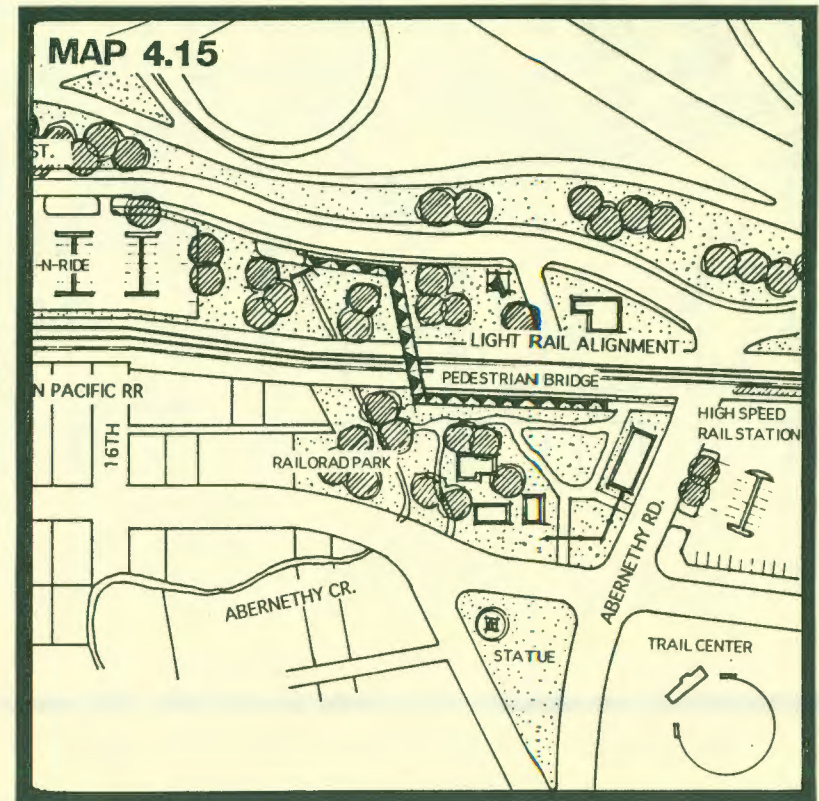 MAP 4.15
ST.
-N-RIDE
LIGHT RAIL ALIGNMENT
PEDESTRIAN BRIDGE
N PACIFIC RR
HIGH SPEED
RAIL STATION
16TH
RAILORAD PARK
ABERNETHY RD.
ABERNETHY CR.
STATUE
TRAIL CENTER